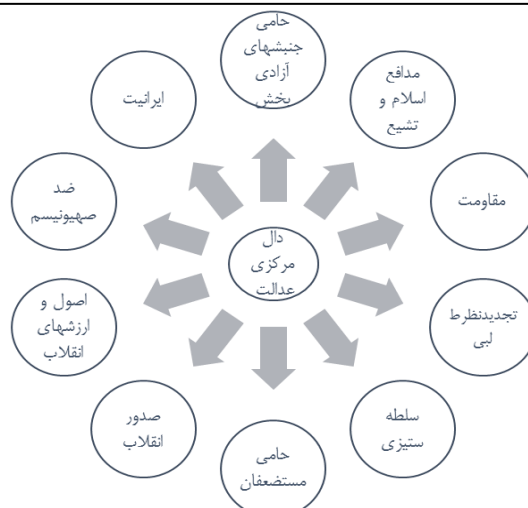 حامی
جنبشهای
آزادی
بخش
مدافع
اسلام و
تشیع
مقاومت
تجدیدنظرط
لبی
سلطه
ستیزی
حامی
مستضعفان
صدور
انقلاب
اصول و
ارزشهای
انقلاب
ضد
صهیونیسم
ایرانیت
دال
مرکزی
عدالت